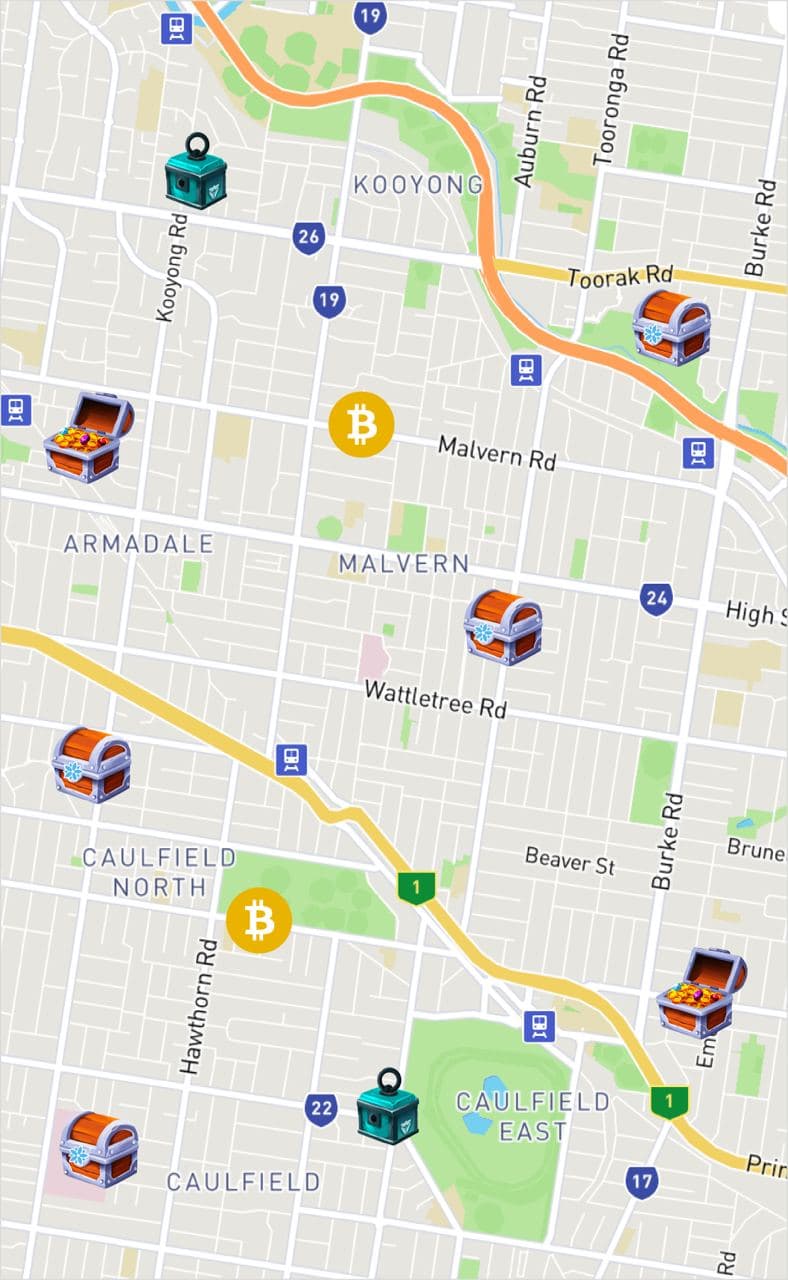 19
Auburn Rd
Tooronga Rd
KOOYONG
Burke Rd
Kooyong Rd
26
Toorak Rd
19
Malvern Rd
ARMADALE
MALVERN
24
High S
Wattletree Rd
Burke Rd
Beaver St
Brune
CAULFIELD
NORTH
1
Hawthorn Rd
Em
22
CAULFIELD
EAST
1
Prin
CAULFIELD
17
Rd